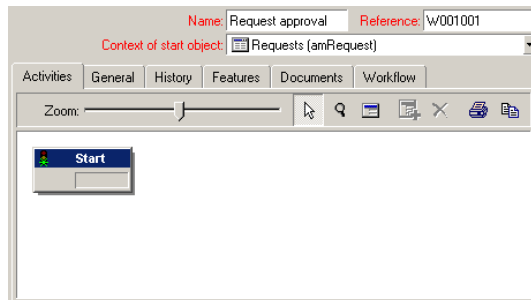 Name: Request approval Reference: W001001
Context of start object: Requests (amRequest)
Activities General History Features Documents Workflow
Zoom:
Start